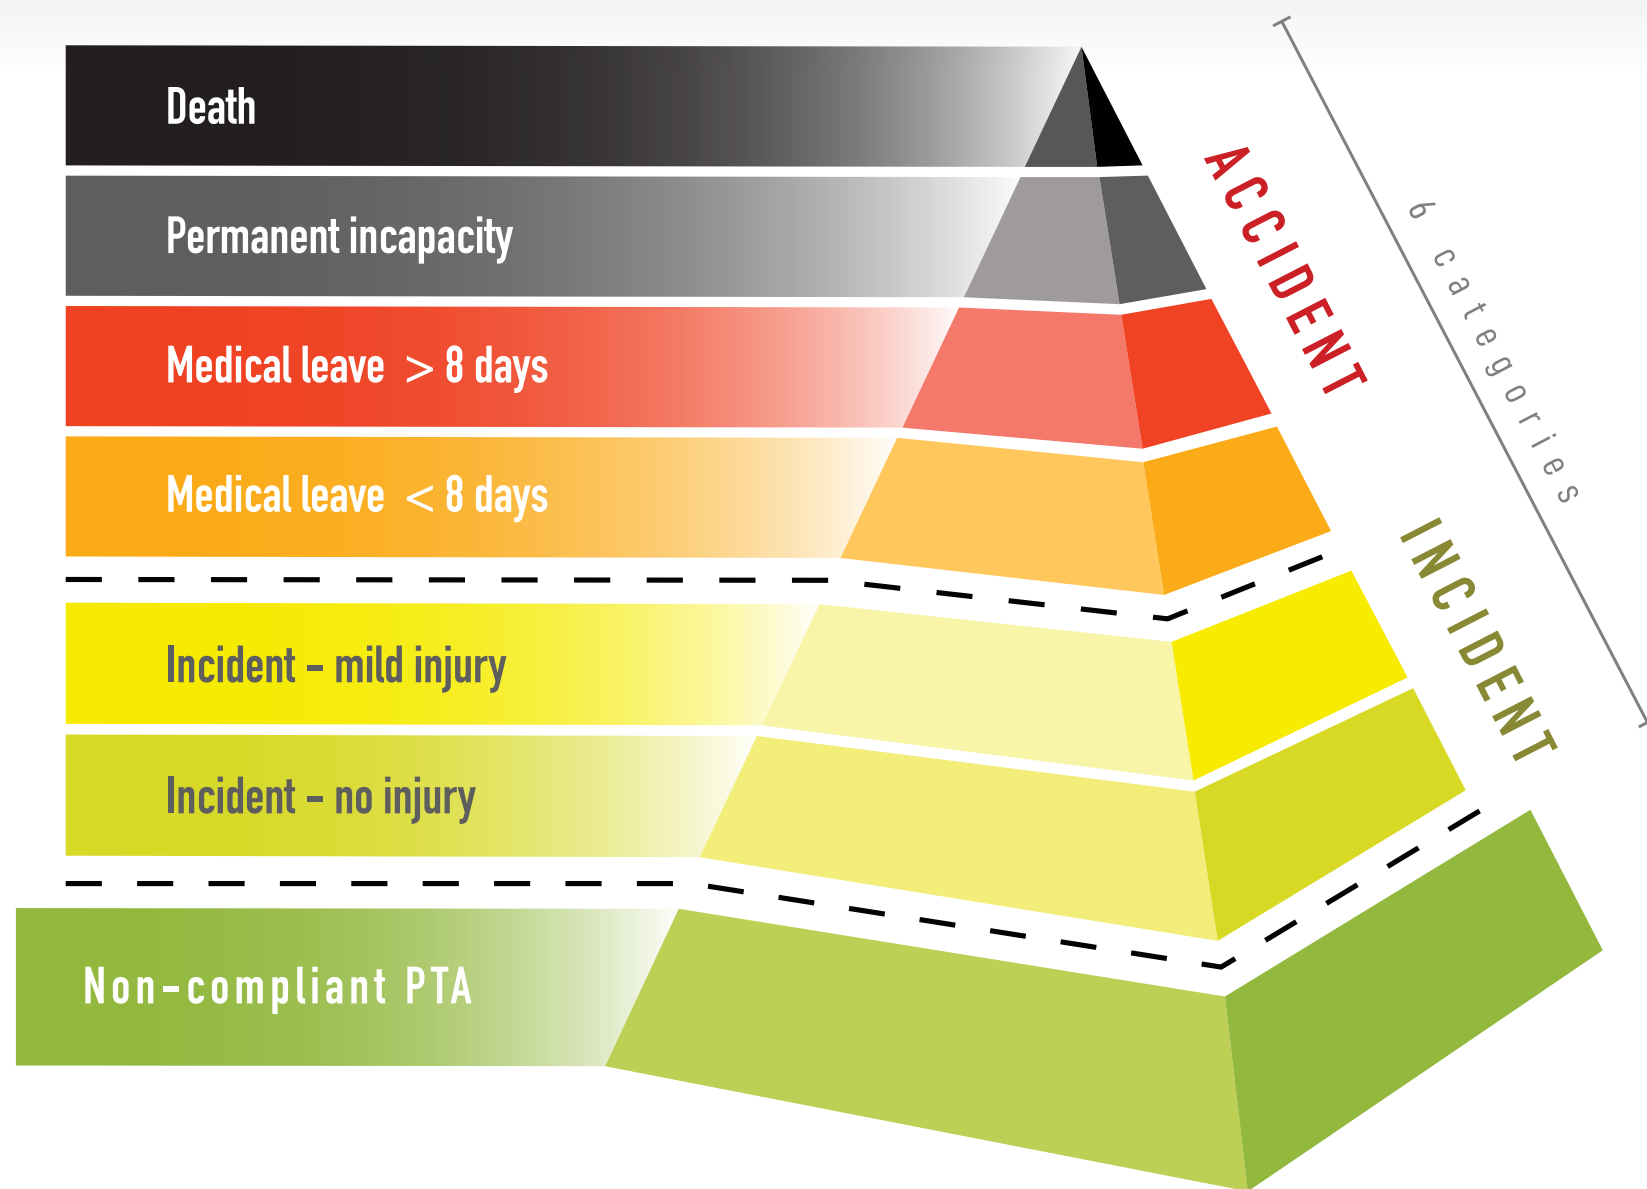 Death
Permanent incapacity
Medical leave > 8 days
Medical leave < 8 days
Incident - mild injury
Incident - no injury
Non-compliant PTA
ACCIDENT
INCIDENT
6 categories